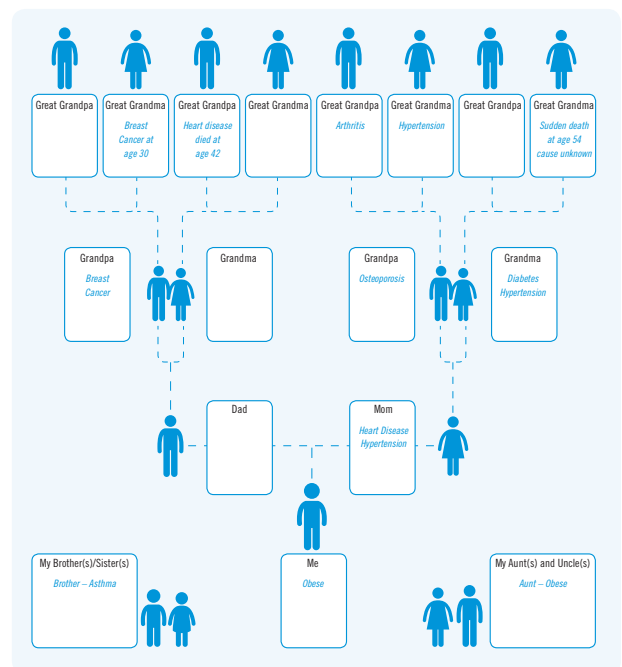 Great Grandpa
Great Grandma
Breast
Cancer at
age 30
Great Grandpa
Heart disease
died at
age 42
Great Grandma
Great Grandpa
Arthritis
Great Grandma
Hypertension
Great Grandpa
Great Grandma
Sudden death
at age 54
cause unknown
Grandpa
Breast
Cancer
Grandma
Grandpa
Osteoporosis
Grandma
Diabetes
Hypertension
Dad
Mom
Heart Disease
Hypertension
My Brother(s)/Sister(s)
Brother – Asthma
Me
Obese
My Aunt(s) and Uncle(s)
Aunt – Obese